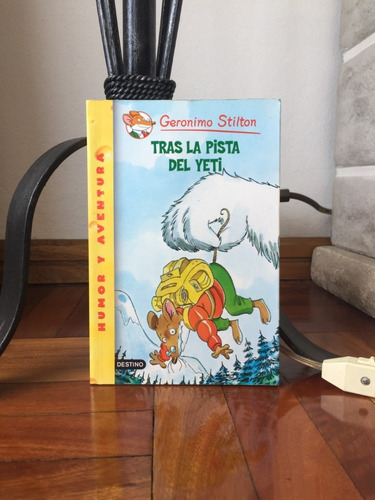 Geronimo Stilton
TRAS LA PISTA
DEL YETI
HUMOR Y AVENTURA
DESTINO